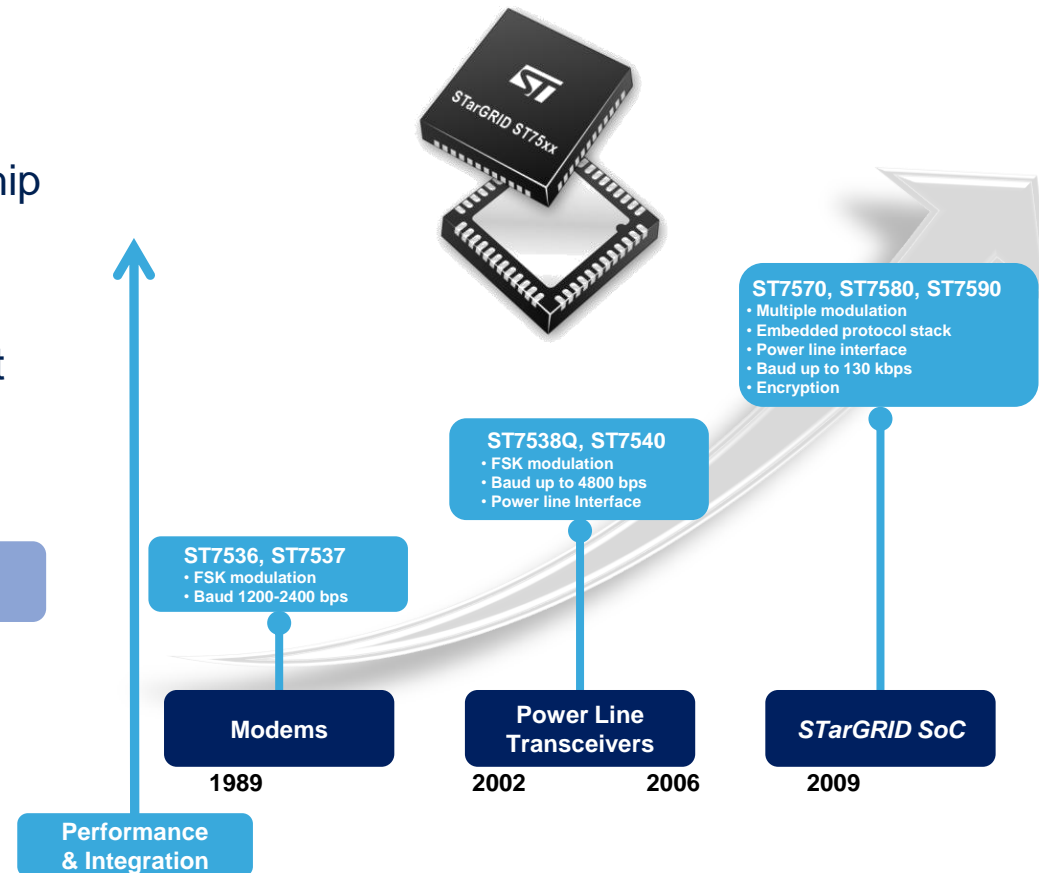 ST
STarGRID ST75xx
hip
t
ST7570, ST7580, ST7590
• Multiple modulation
• Embedded protocol stack
• Power line interface
• Baud up to 130 kbps
• Encryption
ST7538Q, ST7540
• FSK modulation
• Baud up to 4800 bps
• Power line Interface
ST7536, ST7537
• FSK modulation
• Baud 1200-2400 bps
Modems
Power Line
Transceivers
STarGRID SoC
1989
2002
2006
2009
Performance
& Integration